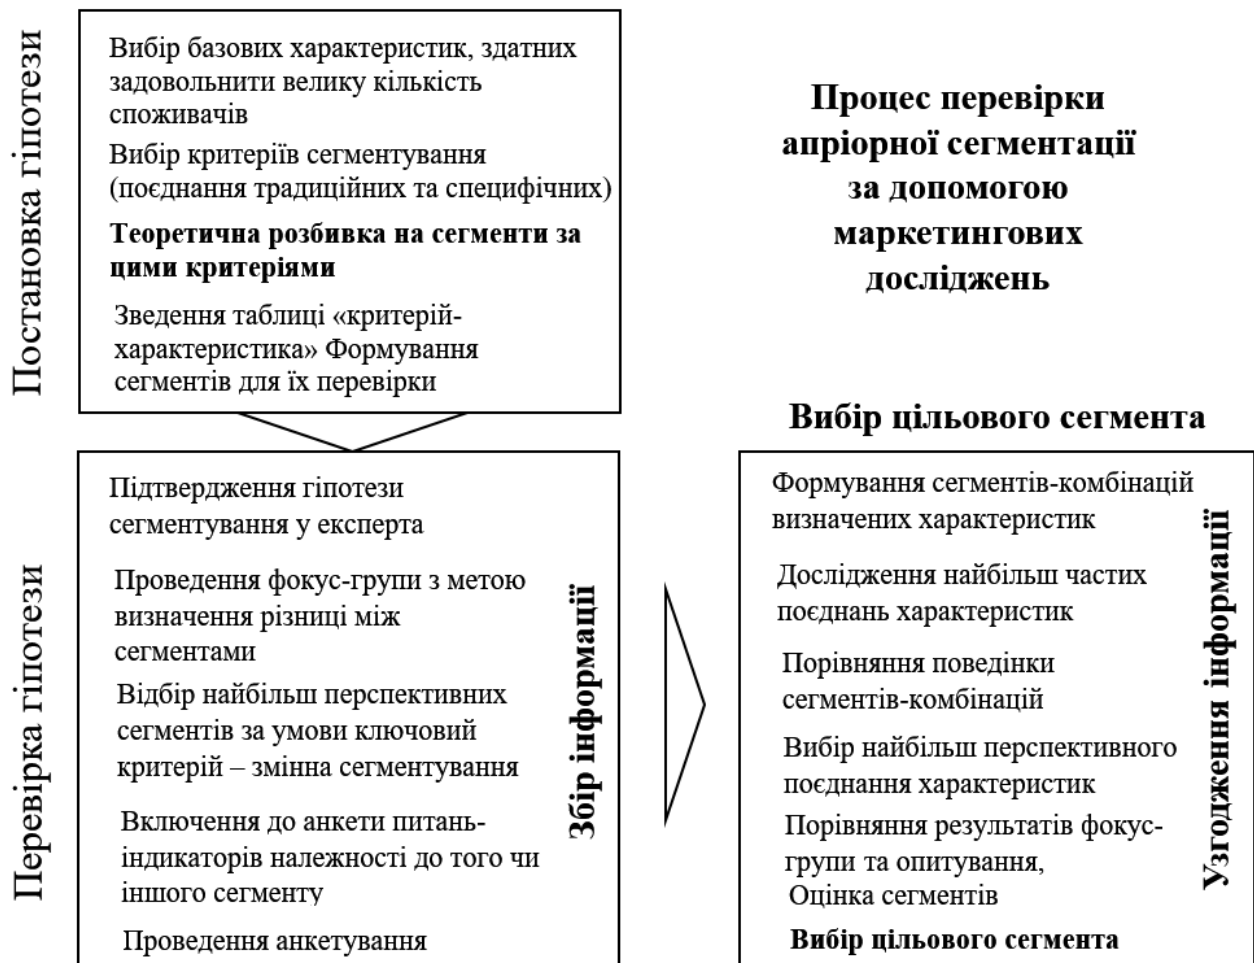 Постановка гіпотези
Вибір базових характеристик, здатних
задовольнити велику кількість
споживачів
Вибір критеріїв сегментування
(поєднання традиційних та специфічних)
Теоретична розбивка на сегменти за
цими критеріями
Зведення таблиці «критерій-
характеристика» Формування
сегментів для їх перевірки
Процес перевірки
апріорної сегментації
за допомогою
маркетингових
досліджень
Перевірка гіпотези
Підтвердження гіпотези
сегментування у експерта
Проведення фокус-групи з метою
визначення різниці між
сегментами
Відбір найбільш перспективних
сегментів за умови ключовий
критерій – змінна сегментування
Включення до анкети питань-
індикаторів належності до того чи
іншого сегменту
Проведення анкетування
Збір інформації
Вибір цільового сегмента
Формування сегментів-комбінацій
визначених характеристик
Дослідження найбільш частих
поєднань характеристик
Порівняння поведінки
сегментів-комбінацій
Вибір найбільш перспективного
поєднання характеристик
Порівняння результатів фокус-
групи та опитування,
Оцінка сегментів
Вибір цільового сегмента
Узгодження інформації